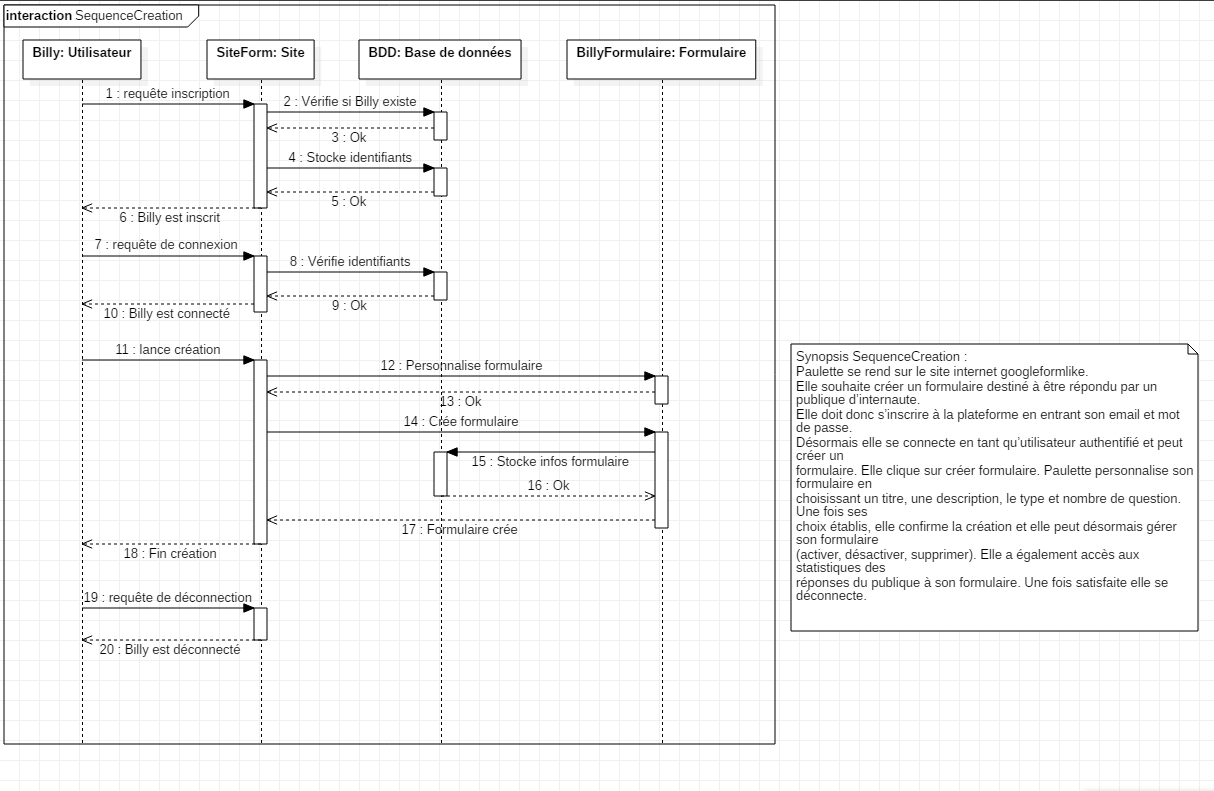 interaction SequenceCreation
Billy: Utilisateur
SiteForm: Site
BDD: Base de données
BillyFormulaire: Formulaire
1 : requête inscription
2 : Vérifie si Billy existe
3 : Ok
4 : Stocke identifiants
5 : Ok
6 : Billy est inscrit
7 : requête de connexion
8 : Vérifie identifiants
9 : Ok
10 : Billy est connecté
11 : lance création
12 : Personnalise formulaire
13 : Ok
14 : Crée formulaire
15 : Stocke infos formulaire
16 : Ok
17 : Formulaire crée
18 : Fin création
19 : requête de déconnection
20 : Billy est déconnecté
Synopsis SequenceCreation :
Paulette se rend sur le site internet googleformlike.
Elle souhaite créer un formulaire destiné à être répondu par un
publique d'internaute.
Elle doit donc s'inscrire à la plateforme en entrant son email et mot
de passe.
Désormais elle se connecte en tant qu'utilisateur authentifié et peut
créer un
formulaire. Elle clique sur créer formulaire. Paulette personnalise son
formulaire en
choisissant un titre, une description, le type et nombre de question.
Une fois ses
choix établis, elle confirme la création et elle peut désormais gérer
son formulaire
(activer, désactiver, supprimer). Elle a également accès aux
statistiques des
réponses du publique à son formulaire. Une fois satisfaite elle se
déconnecte.